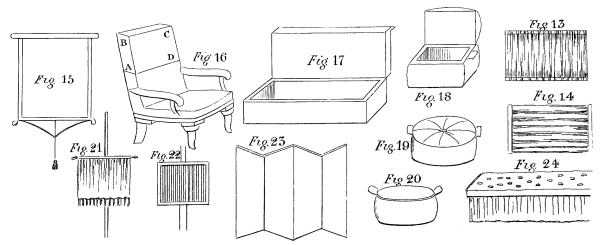 Fig 15
B C
A D
Fig 16
Fig 17
Fig. 18
Fig. 13
Fig. 14
Fig. 19
Fig 20
Fig. 21
Fig. 22
Fig. 23
Fig. 24